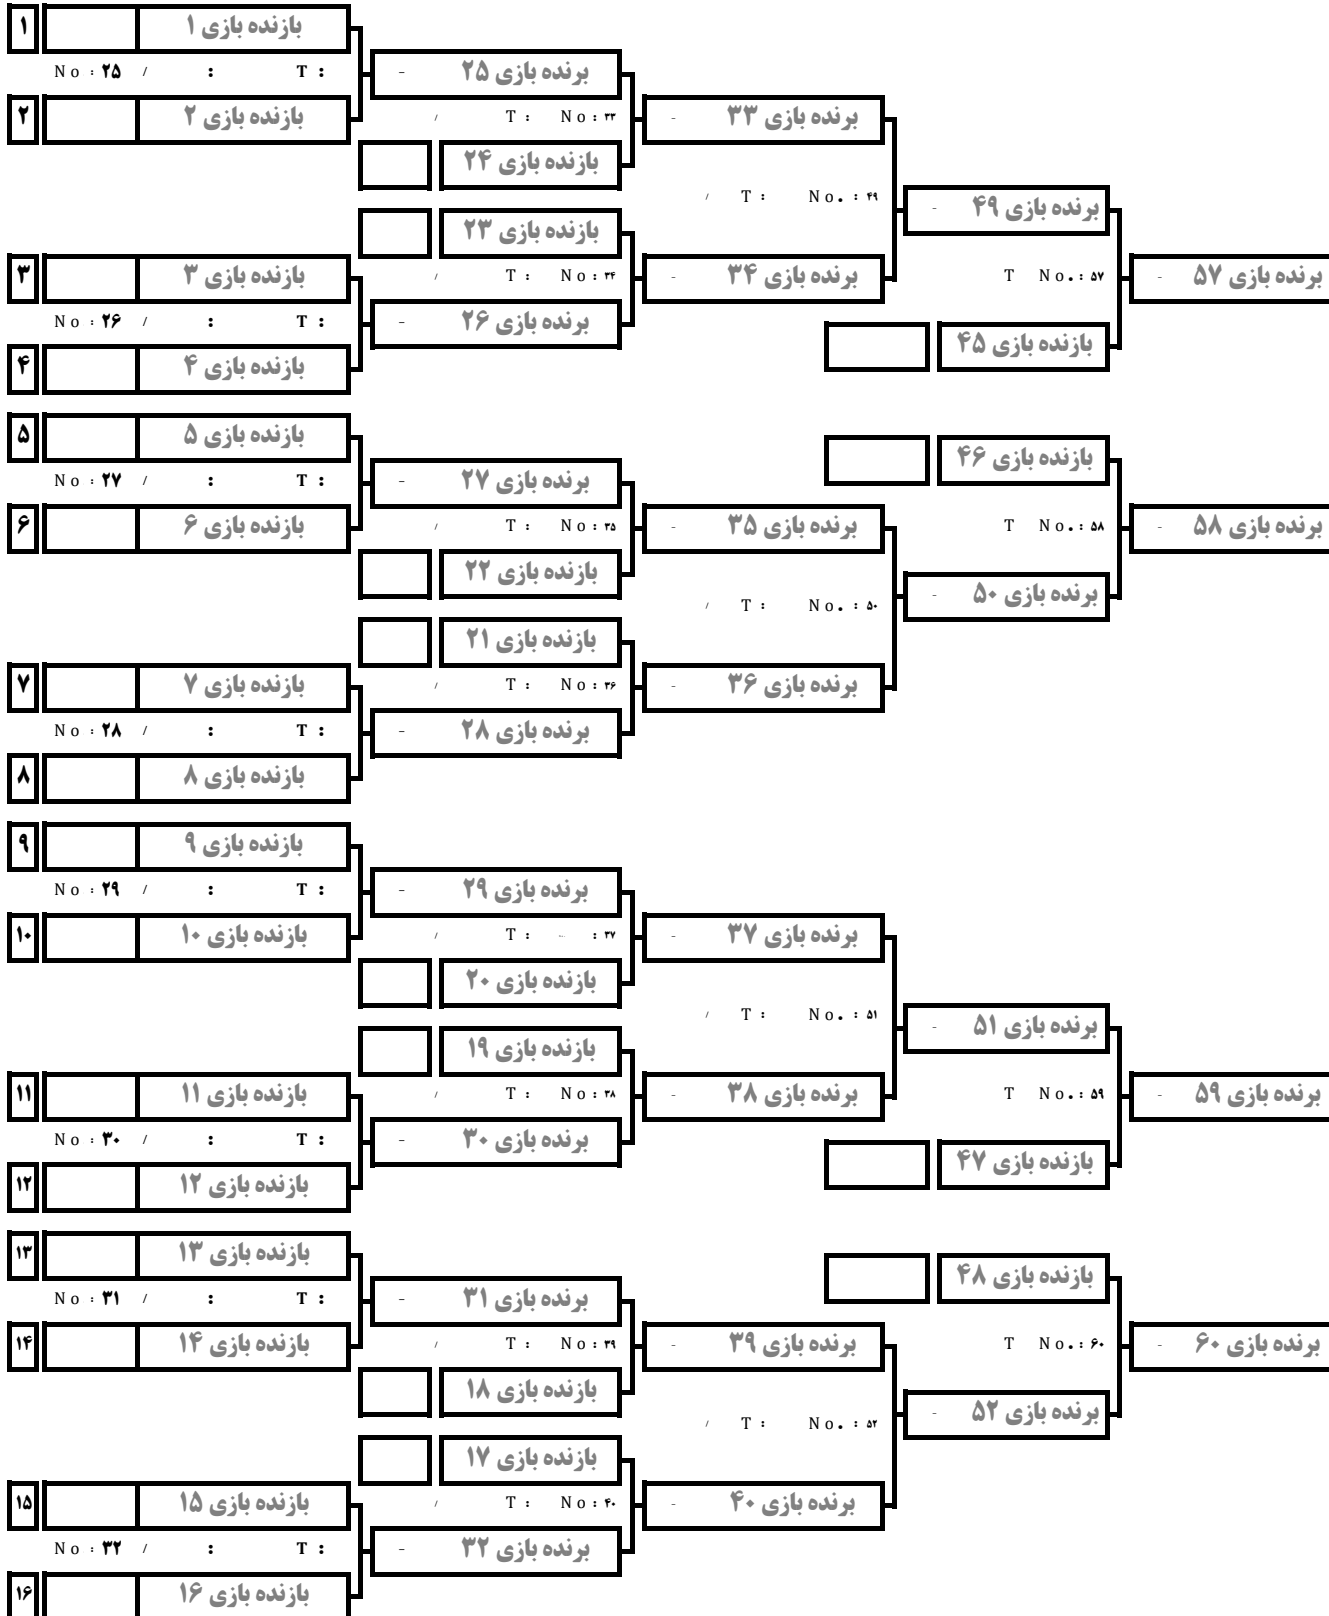 ۱ بازنده بازی ۱
No : ۲۵ / : T :
برنده بازی ۲۵ -
۲ بازنده بازی ۲
/ T : No : ۳۳
برنده بازی ۳۳ -
بازنده بازی ۲۴
/ T : No. : ۴۹
برنده بازی ۴۹ -
بازنده بازی ۲۳
۳ بازنده بازی ۳
/ T : No : ۳۴
برنده بازی ۳۴ -
T No. : ۵۷
برنده بازی ۵۷ -
No : ۲۶ / : T :
برنده بازی ۲۶ -
بازنده بازی ۴۵
۴ بازنده بازی ۴
۵ بازنده بازی ۵
بازنده بازی ۴۶
No : ۲۷ / : T :
برنده بازی ۲۷ -
۶ بازنده بازی ۶
/ T : No : ۳۵
برنده بازی ۳۵ -
T No. : ۵۸
برنده بازی ۵۸ -
بازنده بازی ۲۲
/ T : No. : ۵۰
برنده بازی ۵۰ -
بازنده بازی ۲۱
۷ بازنده بازی ۷
/ T : No : ۳۶
برنده بازی ۳۶ -
No : ۲۸ / : T :
برنده بازی ۲۸ -
۸ بازنده بازی ۸
۹ بازنده بازی ۹
No : ۲۹ / : T :
برنده بازی ۲۹ -
۱۰ بازنده بازی ۱۰
/ T : : ۳۷
برنده بازی ۳۷ -
بازنده بازی ۲۰
/ T : No. : ۵۱
برنده بازی ۵۱ -
بازنده بازی ۱۹
۱۱ بازنده بازی ۱۱
/ T : No : ۳۸
برنده بازی ۳۸ -
T No. : ۵۹
برنده بازی ۵۹ -
No : ۳۰ / : T :
برنده بازی ۳۰ -
بازنده بازی ۴۷
۱۲ بازنده بازی ۱۲
۱۳ بازنده بازی ۱۳
بازنده بازی ۴۸
No : ۳۱ / : T :
برنده بازی ۳۱ -
۱۴ بازنده بازی ۱۴
/ T : No : ۳۹
برنده بازی ۳۹ -
T No. : ۶۰
برنده بازی ۶۰ -
بازنده بازی ۱۸
/ T : No. : ۵۲
برنده بازی ۵۲ -
بازنده بازی ۱۷
۱۵ بازنده بازی ۱۵
/ T : No : ۴۰
برنده بازی ۴۰ -
No : ۳۲ / : T :
برنده بازی ۳۲ -
۱۶ بازنده بازی ۱۶